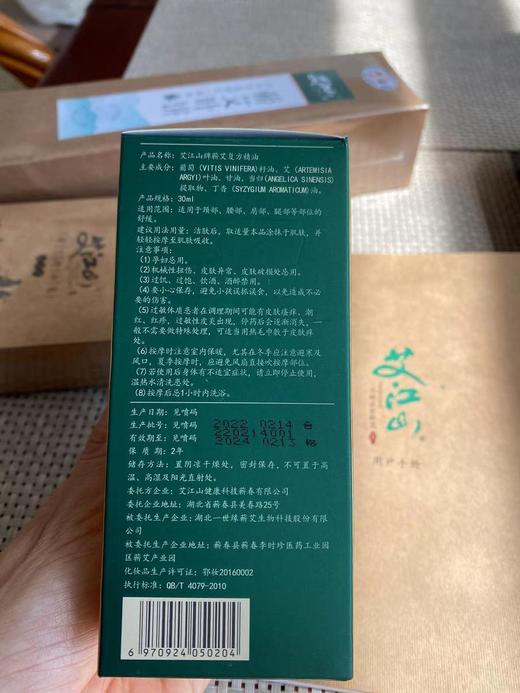 产品名称：艾江山牌蕲艾复方精油
主要成分：葡萄 (VITIS VINIFERA) 籽油、艾 (ARTEMISIA
ARGYI) 叶油、甘油、当归 (ANGELICA SINENSIS)
提取物、丁香 (SYZYGIUM AROMATICUM) 油。
产品规格：30ml
适用范围：适用于颈部、腰部、肩部、腿部等部位的
舒缓。
建议用法用量：洁肤后，取适量本品涂抹于肌肤，并
轻轻按摩至肌肤吸收。
注意事项：
(1) 孕妇忌用。
(2) 机械性扭伤，皮肤异常、皮肤破损处忌用。
(3) 过饥、过饱、饮酒、酒醉禁用。
(4) 要小心保存，避免小孩误抓误食，以免造成不必
要的伤害。
(5) 过敏体质患者在调理期间可能有皮肤瘙痒、潮
红、红疹、过敏性皮炎出现，停药后会逐渐消失，一
般不需要做特殊处理，可适当用热毛巾敷于皮肤痒
处。
(6) 按摩时注意室内保暖，尤其在冬季应注意避寒及
风口，夏季按摩时，应避免风扇直接吹按摩部位。
(7) 若使用后身体有不适宜症状，请立即停止使用，
温热水清洗患处。
(8) 按摩后忌1小时内洗浴。
生产日期：见喷码
2022 0214 合
生产批号：见喷码
220214001
有效期至：见喷码
2024 0213 格
保 质 期：2年
储存方法：置阴凉干燥处，密封保存，不可置于高
温、高湿及阳光直射处。
委托方企业：艾江山健康科技蕲春有限公司
委托企业地址：湖北省蕲春县美春路25号
被委托生产企业：湖北一世缘蕲艾生物科技股份有限
公司
被委托生产企业地址：蕲春县蕲春李时珍医药工业园
区蕲艾产业园
化妆品生产许可证：鄂妆20160002
执行标准：QB/T 4079-2010
6 970924 050204
艾江山
用户手册